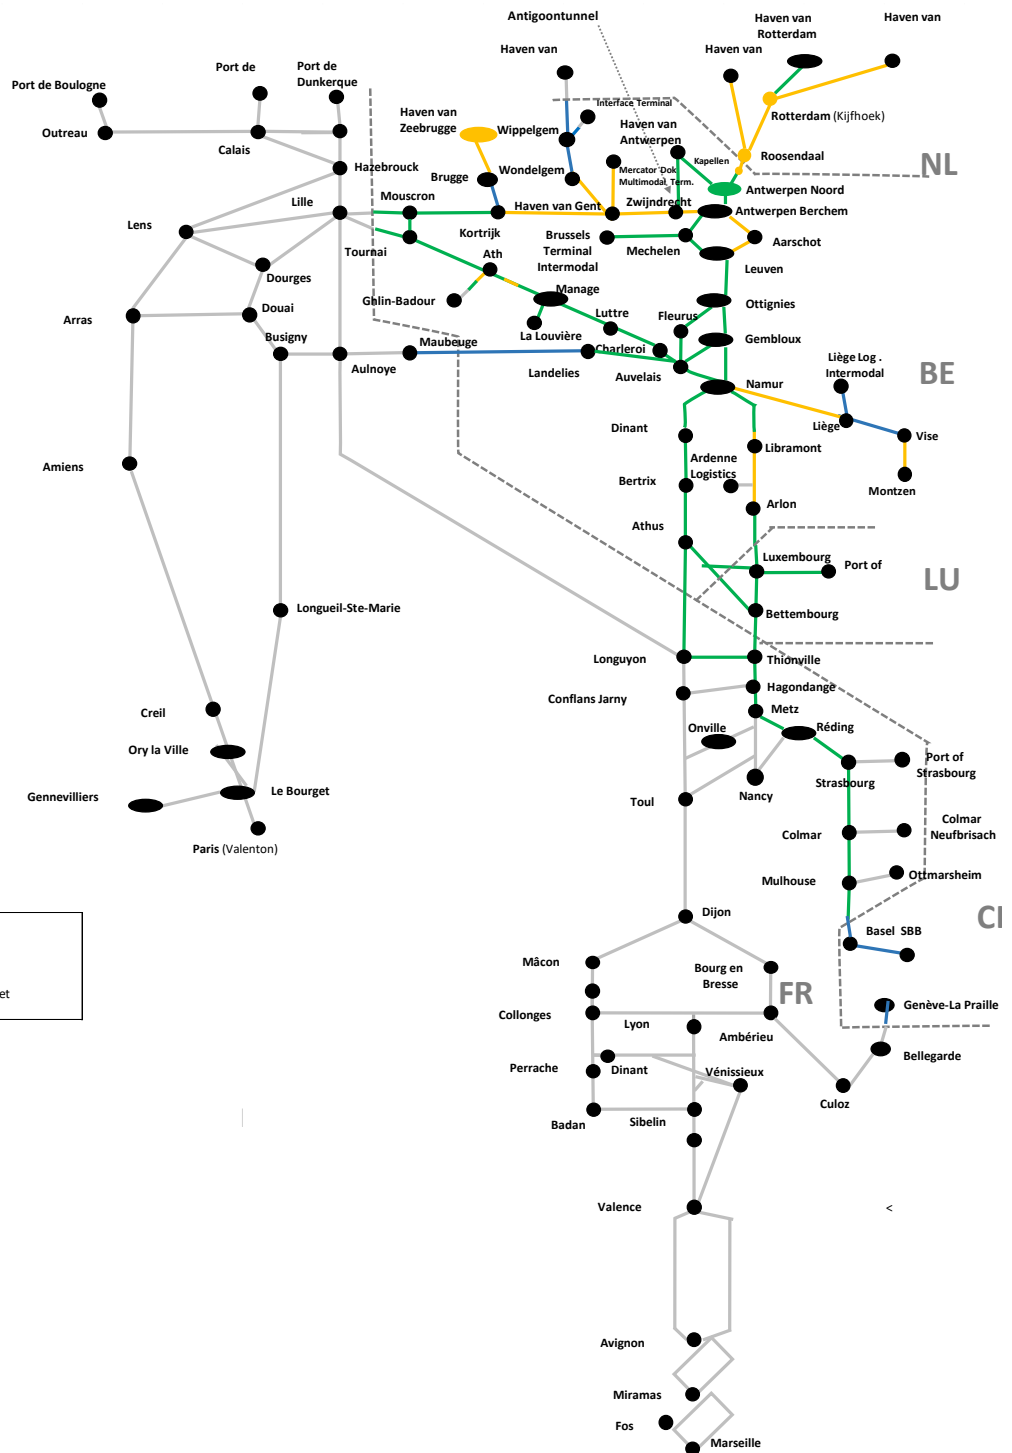 Antigoontunnel
Haven van
Rotterdam
Haven van
Haven van
Haven van
Port de Boulogne
Port de
Port de
Dunkerque
Interface Terminal
Haven van
Zeebrugge
Wippelgem
Haven van
Antwerpen
Rotterdam (Kijfhoek)
Outreau
Calais
Kapellen
Roosendaal
NL
Hazebrouck
Brugge
Wondelgem
Mercator Dok
Multimodal Term.
Antwerpen Noord
Lille
Mouscron
Haven van Gent
Zwijndrecht
Antwerpen Berchem
Lens
Kortrijk
Brussels
Terminal
Intermodal
Mechelen
Aarschot
Tournai
Ath
Leuven
Dourges
Ghlin-Badour
Manage
Ottignies
Arras
Douai
Luttre
Fleurus
Busigny
La Louvière
Gembloux
Maubeuge
Charleroi
Liège Log .
Intermodal
Aulnoye
Landelies
Auvelais
Namur
BE
Dinant
Liège
Vise
Libramont
Amiens
Ardenne
Logistics
Bertrix
Montzen
Arlon
Athus
Luxembourg
Port of
LU
Longueil-Ste-Marie
Bettembourg
Longuyon
Thionville
Conflans Jarny
Hagondange
Creil
Metz
Onville
Réding
Ory la Ville
Port of
Strasbourg
Strasbourg
Gennevilliers
Le Bourget
Nancy
Toul
Colmar
Colmar
Neufbrisach
Paris (Valenton)
Mulhouse
Ottmarsheim
Dijon
Basel SBB
Mâcon
Bourg en
Bresse
FR
et
Genève-La Praille
Collonges
Lyon
Ambérieu
Bellegarde
Perrache
Dinant
Vénissieux
Culoz
Badan
Sibelin
Valence
<
Avignon
Miramas
Fos
Marseille